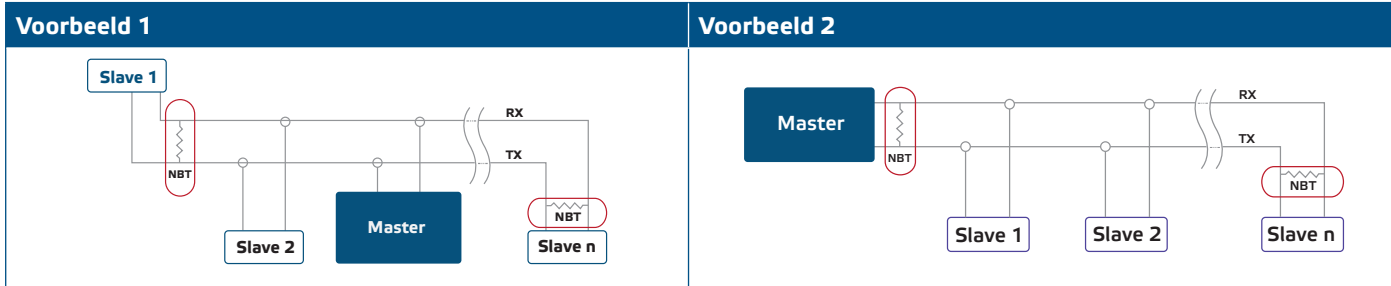 Voorbeeld 1
Slave 1
RX
TX
NBT
NBT
Master
Slave 2
Slave n
Voorbeeld 2
RX
Master
TX
NBT
NBT
Slave 1
Slave 2
Slave n